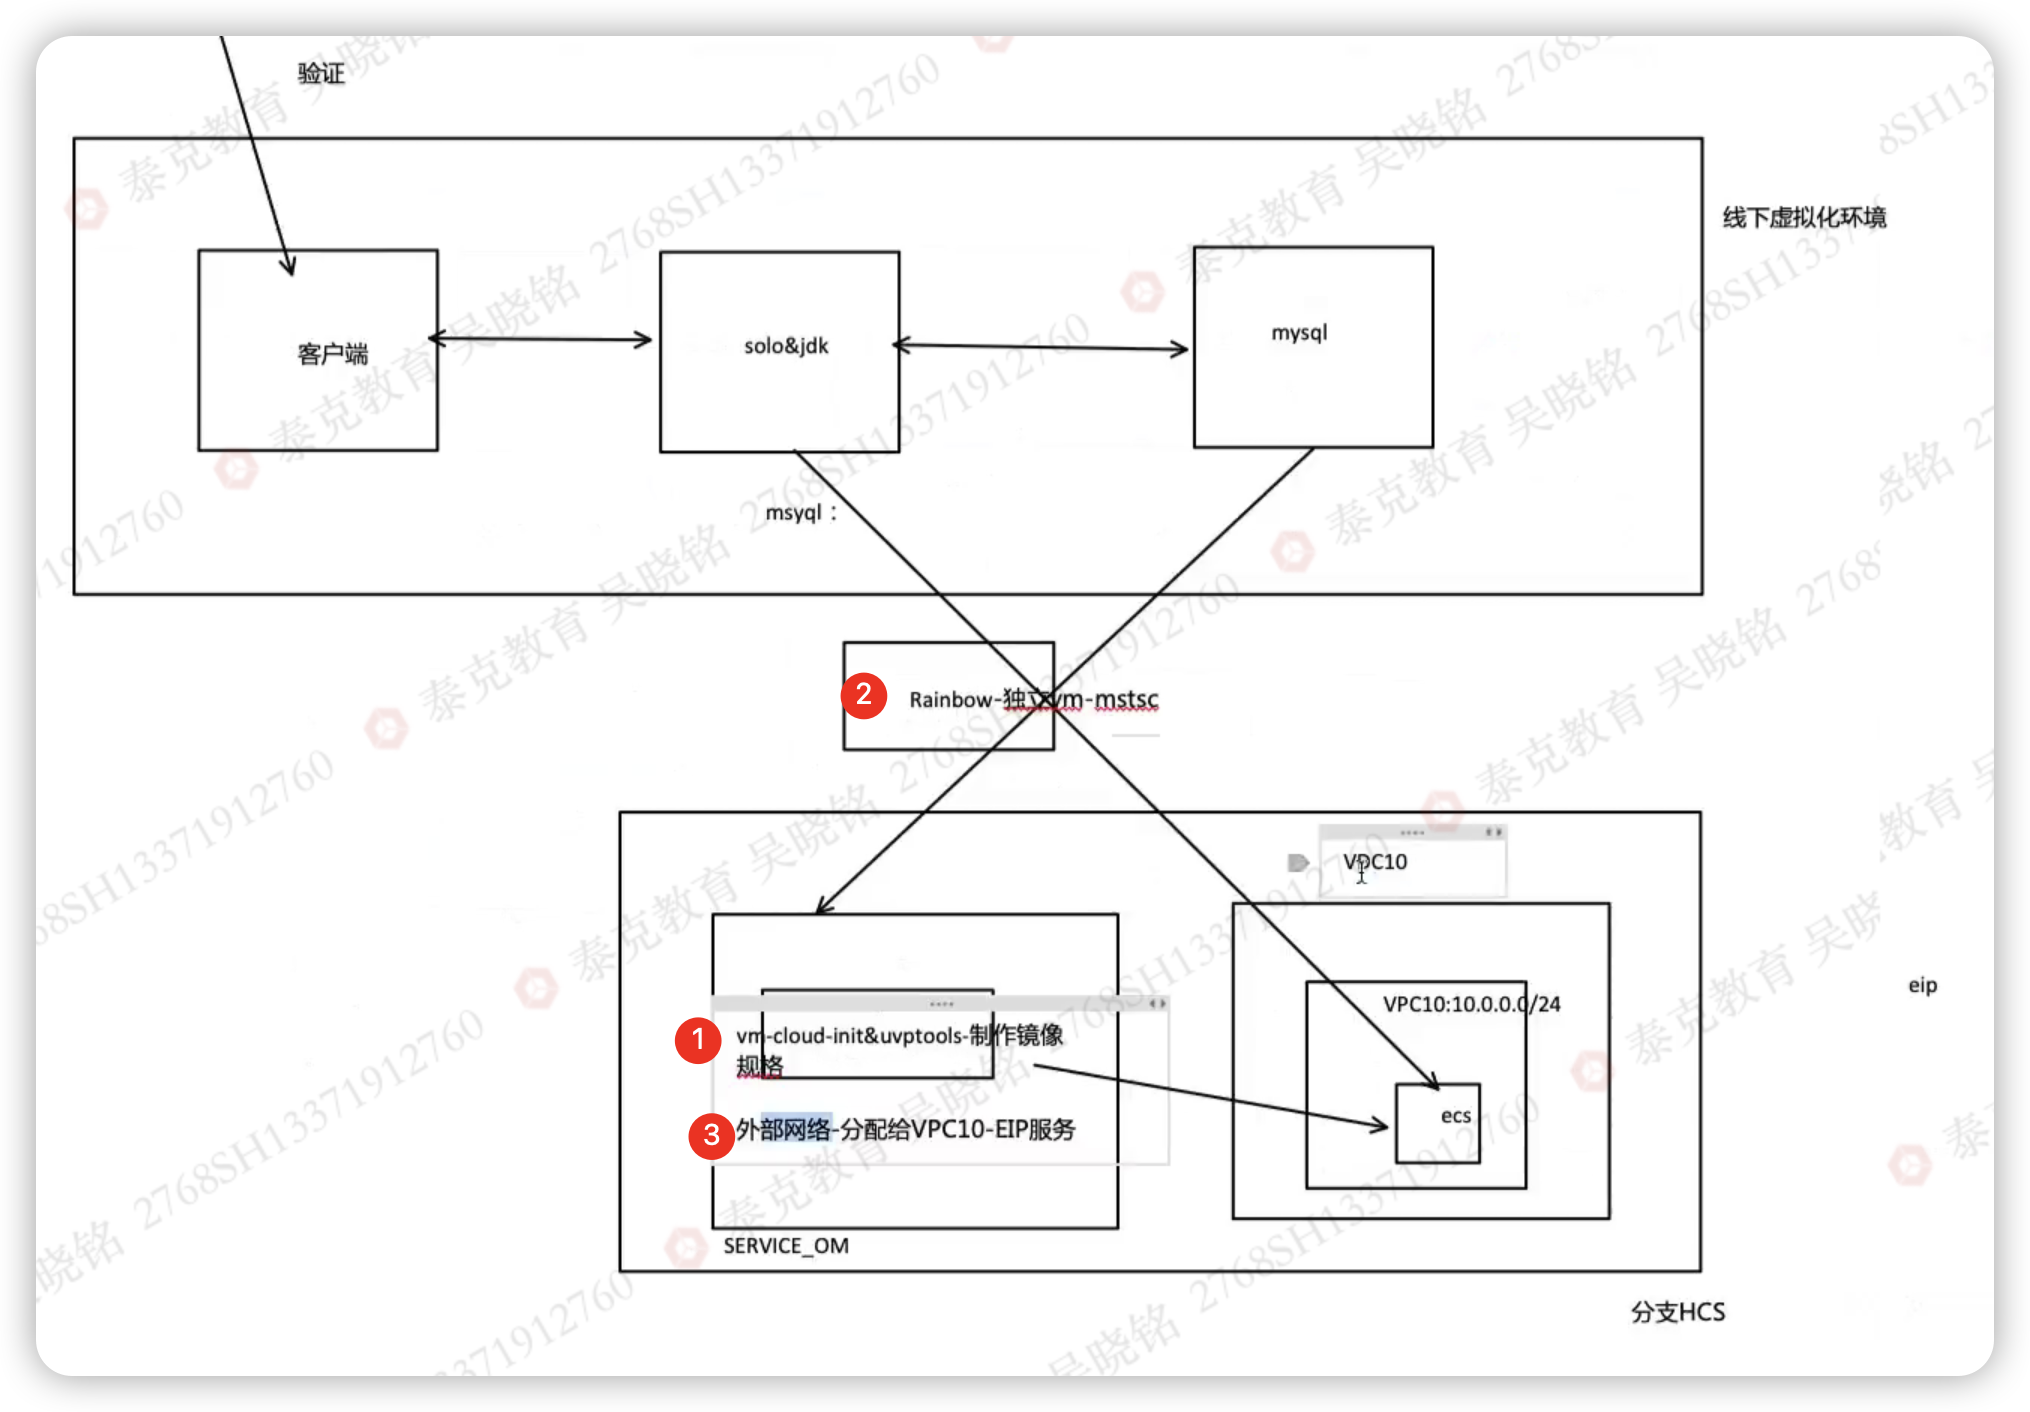 验证
线下虚拟化环境
客户端
solo&jdk
mysql
msyql：
2
Rainbow-独立vm-mstsc
VPC10
VPC10:10.0.0.0/24
eip
1
vm-cloud-init&uvptools-制作镜像
规格
ecs
3
外部网络-分配给VPC10-EIP服务
SERVICE_OM
分支HCS
泰克教育 吴晓铭 2768SH13371912760